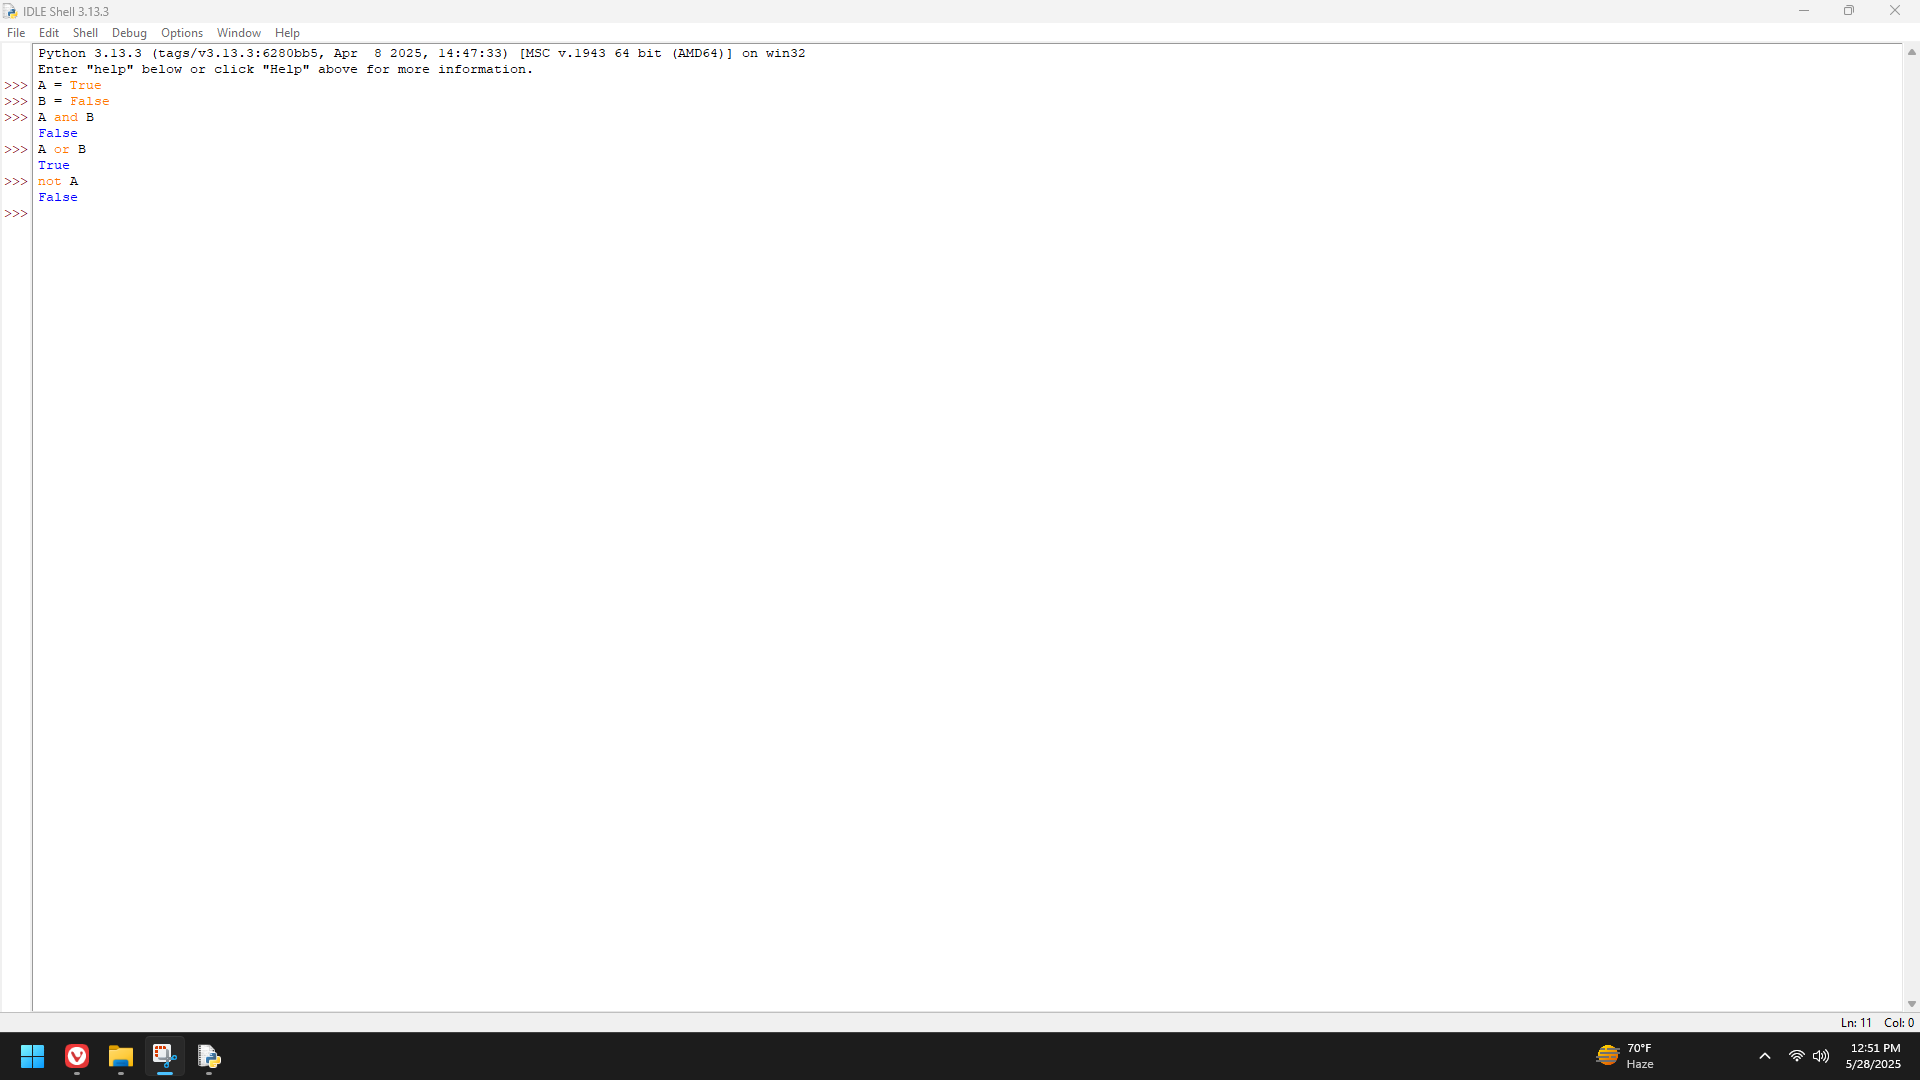 IDLE Shell 3.13.3
File Edit Shell Debug Options Window Help
Python 3.13.3 (tags/v3.13.3:6280bb5, Apr  8 2025, 14:47:33) [MSC v.1943 64 bit (AMD64)] on win32
Enter "help" below or click "Help" above for more information.
>>> A = True
>>> B = False
>>> A and B
False
>>> A or B
True
>>> not A
False
>>>
Ln: 11 Col: 0
70°F
Haze
12:51 PM
5/28/2025